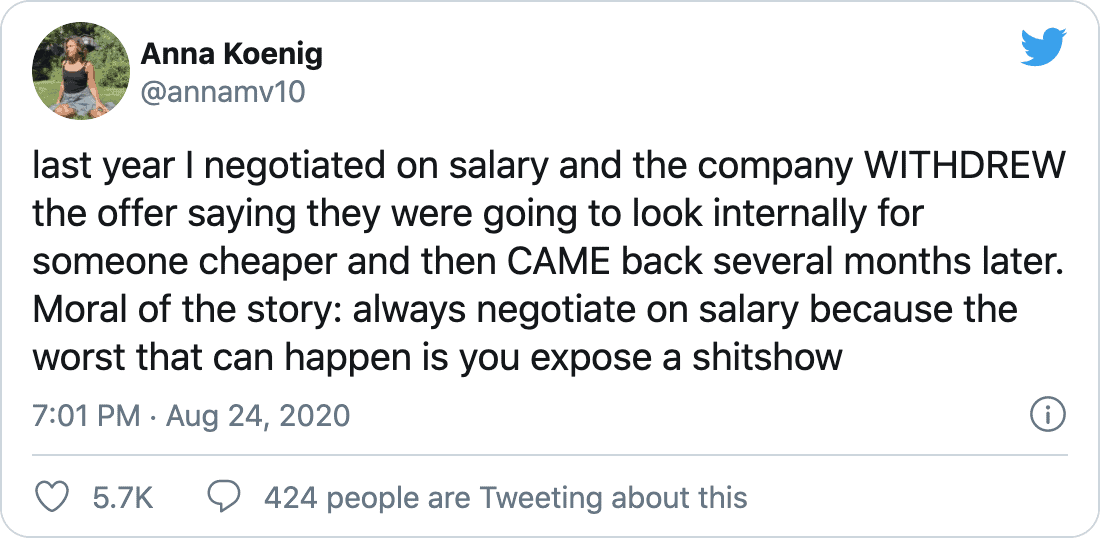 Anna Koenig
@annamv10
last year I negotiated on salary and the company WITHDREW
the offer saying they were going to look internally for
someone cheaper and then CAME back several months later.
Moral of the story: always negotiate on salary because the
worst that can happen is you expose a shitshow
7:01 PM · Aug 24, 2020
5.7K 424 people are Tweeting about this